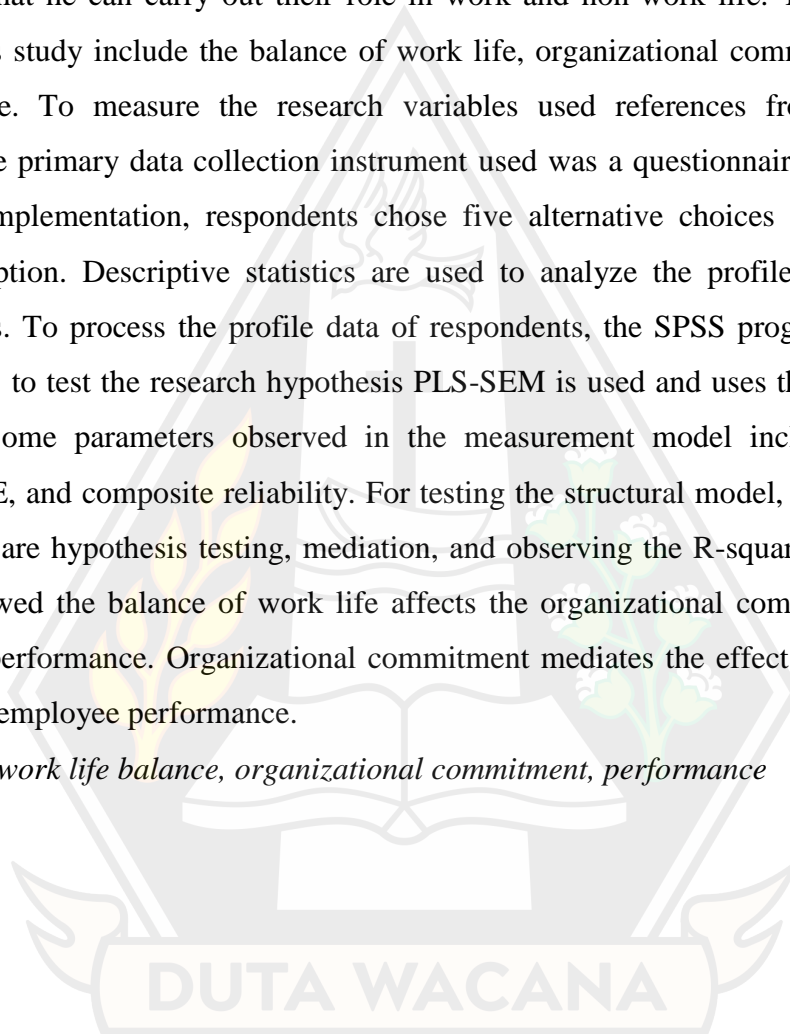 hat he can carry out their role in work and non-work life.
s study include the balance of work life, organizational comm
e. To measure the research variables used references fro
e primary data collection instrument used was a questionnair
mplementation, respondents chose five alternative choices
ption. Descriptive statistics are used to analyze the profile
s. To process the profile data of respondents, the SPSS prog
to test the research hypothesis PLS-SEM is used and uses th
ome parameters observed in the measurement model incl
E, and composite reliability. For testing the structural model,
are hypothesis testing, mediation, and observing the R-squar
wed the balance of work life affects the organizational com
performance. Organizational commitment mediates the effect
employee performance.
work life balance, organizational commitment, performance
DUTA WACANA